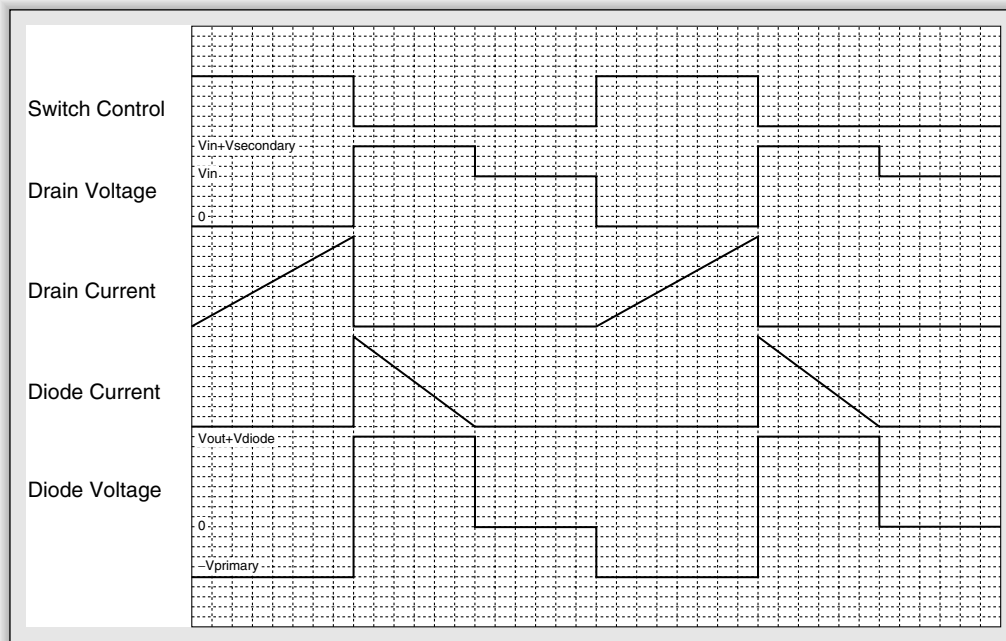 Switch Control
Vin+Vsecondary
Vin
Drain Voltage
0
Drain Current
Diode Current
Vout+Vdiode
Diode Voltage
0
–Vprimary